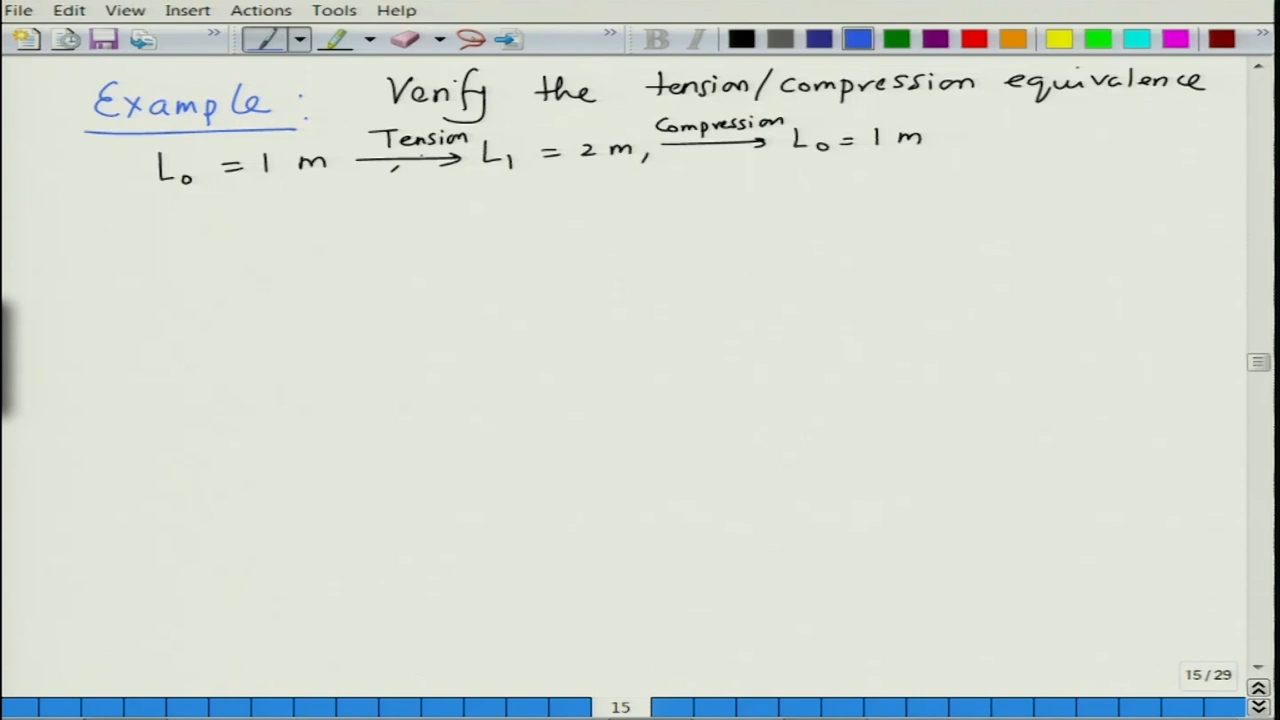 File Edit View Insert Actions Tools Help
B I
Example: Verify the tension/compression equivalence
L₀ = 1 m Tension → L₁ = 2 m, Compression → L₀ = 1 m
15 / 29
15